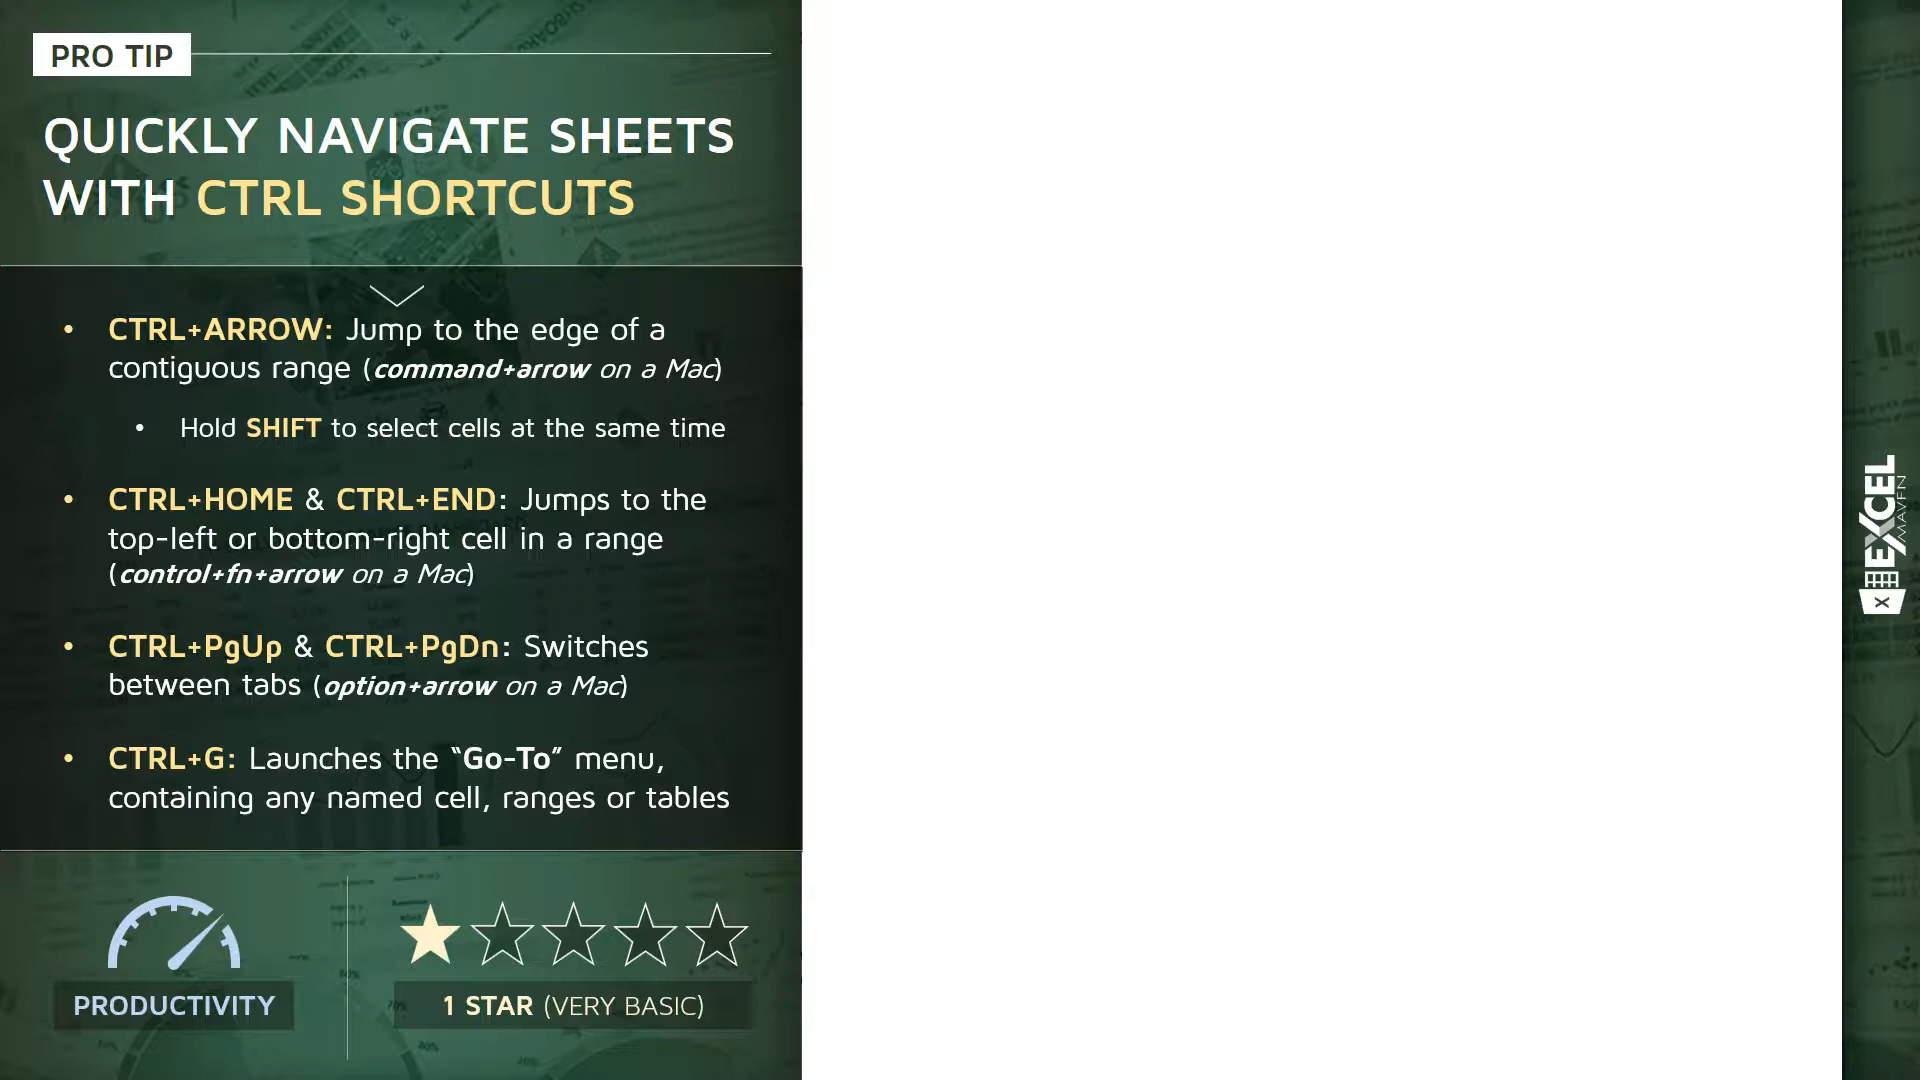 PRO TIP
QUICKLY NAVIGATE SHEETS
WITH CTRL SHORTCUTS
• CTRL+ARROW: Jump to the edge of a
contiguous range (command+arrow on a Mac)
• Hold SHIFT to select cells at the same time
• CTRL+HOME & CTRL+END: Jumps to the
top-left or bottom-right cell in a range
(control+fn+arrow on a Mac)
• CTRL+PgUp & CTRL+PgDn: Switches
between tabs (option+arrow on a Mac)
• CTRL+G: Launches the “Go-To” menu,
containing any named cell, ranges or tables
PRODUCTIVITY
1 STAR (VERY BASIC)
X
EXCEL
MAVEN